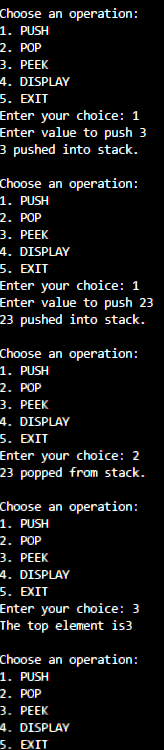 Choose an operation:
1. PUSH
2. POP
3. PEEK
4. DISPLAY
5. EXIT
Enter your choice: 1
Enter value to push 3
3 pushed into stack.
Choose an operation:
1. PUSH
2. POP
3. PEEK
4. DISPLAY
5. EXIT
Enter your choice: 1
Enter value to push 23
23 pushed into stack.
Choose an operation:
1. PUSH
2. POP
3. PEEK
4. DISPLAY
5. EXIT
Enter your choice: 2
23 popped from stack.
Choose an operation:
1. PUSH
2. POP
3. PEEK
4. DISPLAY
5. EXIT
Enter your choice: 3
The top element is3
Choose an operation:
1. PUSH
2. POP
3. PEEK
4. DISPLAY
5. EXIT